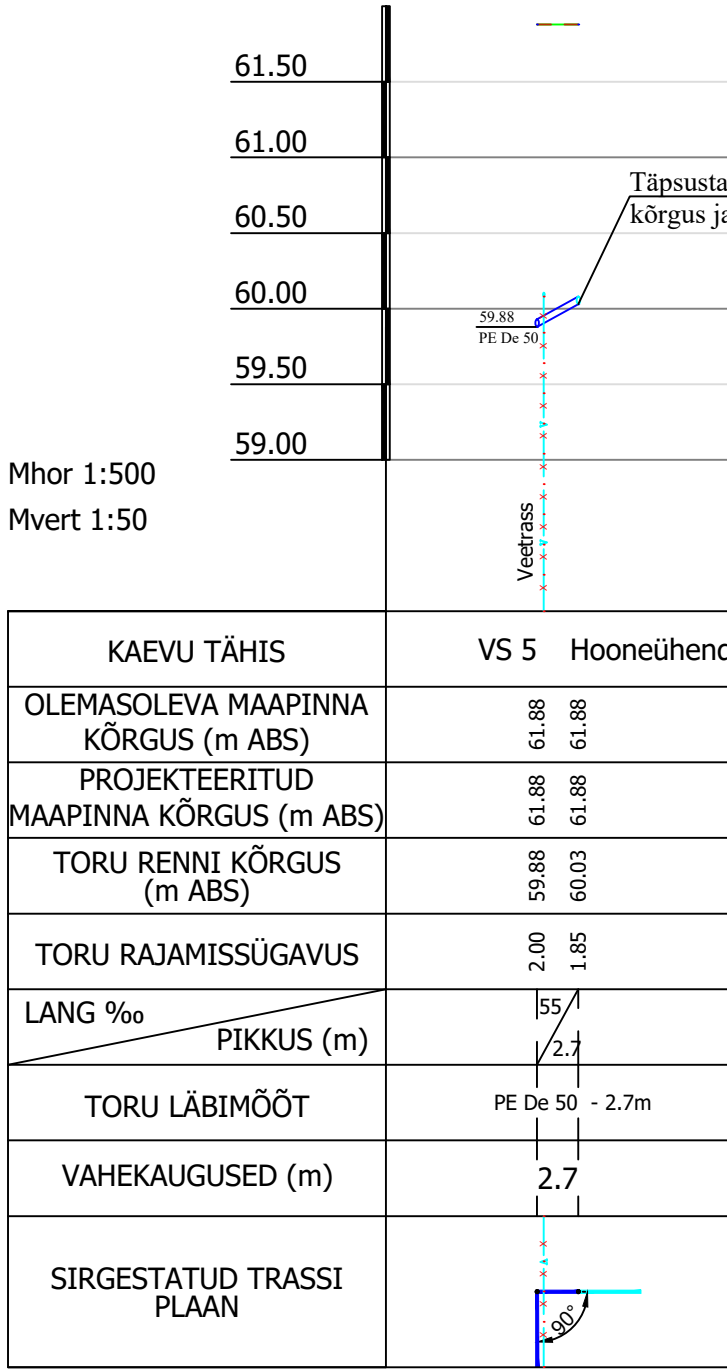 61.50
61.00
60.50
60.00
59.50
59.00
Täpsusta
kõrgus ja
59.88
PE De 50
Mhor 1:500
Mvert 1:50
Veetrass
KAEVU TÄHIS
VS 5 Hooneühend
OLEMASOLEVA MAAPINNA
KÕRGUS (m ABS)
61.88 61.88
PROJEKTEERITUD
MAAPINNA KÕRGUS (m ABS)
61.88 61.88
TORU RENNI KÕRGUS
(m ABS)
59.88 60.03
TORU RAJAMISSÜGAVUS
2.00 1.85
LANG ‰
PIKKUS (m)
55
2.7
TORU LÄBIMÕÕT
PE De 50 - 2.7m
VAHEKAUGUSED (m)
2.7
SIRGESTATUD TRASSI
PLAAN
90°